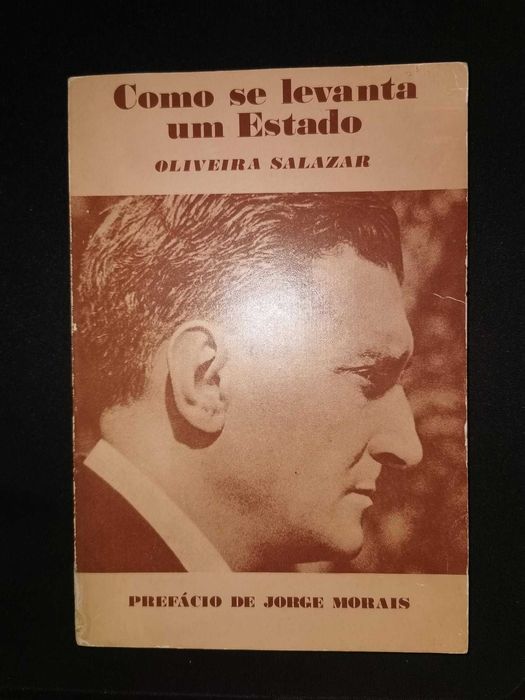 Como se levanta
um Estado
OLIVEIRA SALAZAR
PREFÁCIO DE JORGE MORAIS